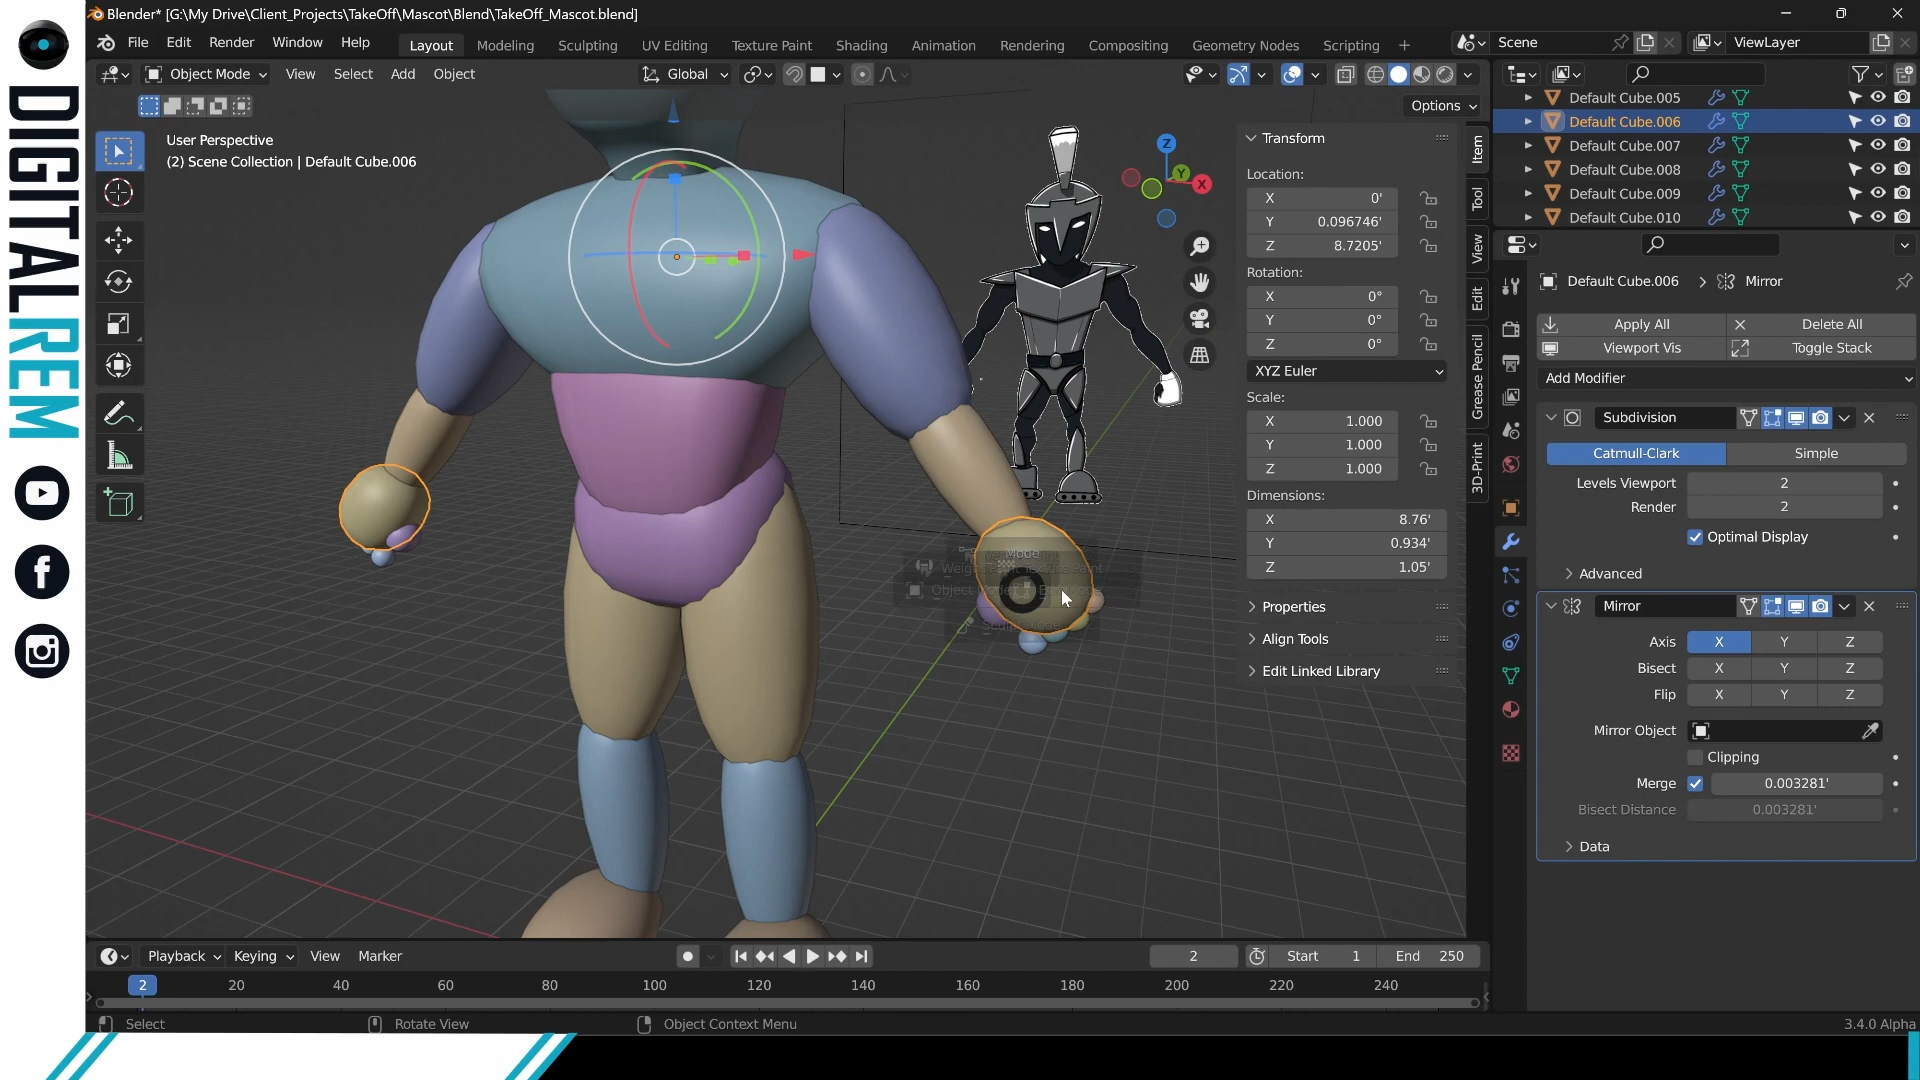 DIGITALREM
Blender* [G:\My Drive\Client_Projects\TakeOff\Mascot\Blend\TakeOff_Mascot.blend]
File Edit Render Window Help
Layout Modeling Sculpting UV Editing Texture Paint Shading Animation Rendering Compositing Geometry Nodes Scripting +
Scene
ViewLayer
Object Mode View Select Add Object
Global
Options
User Perspective
(2) Scene Collection | Default Cube.006
Z
Y
X
Transform
Location:
X 0'
Y 0.096746'
Z 8.7205'
Rotation:
X 0°
Y 0°
Z 0°
XYZ Euler
Scale:
X 1.000
Y 1.000
Z 1.000
Dimensions:
X 8.76'
Y 0.934'
Z 1.05'
Properties
Align Tools
Edit Linked Library
Item
Tool
View
Edit
Grease Pencil
3D-Print
Mode
Object Mode
Default Cube.005
Default Cube.006
Default Cube.007
Default Cube.008
Default Cube.009
Default Cube.010
Default Cube.006 > Mirror
Apply All Delete All
Viewport Vis Toggle Stack
Add Modifier
Subdivision
Catmull-Clark Simple
Levels Viewport 2
Render 2
Optimal Display
Advanced
Mirror
Axis X Y Z
Bisect X Y Z
Flip X Y Z
Mirror Object
Clipping
Merge 0.003281'
Bisect Distance 0.003281'
Data
Playback Keying View Marker
2
Start 1
End 250
2 20 40 60 80 100 120 140 160 180 200 220 240
Select
Rotate View
Object Context Menu
3.4.0 Alpha